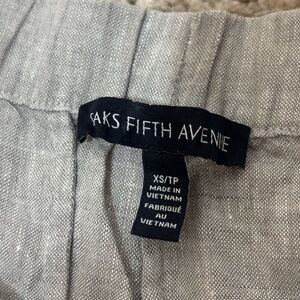 SAKS FIFTH AVENUE
XS/TP
MADE IN
VIETNAM
FABRIQUÉ
AU
VIETNAM